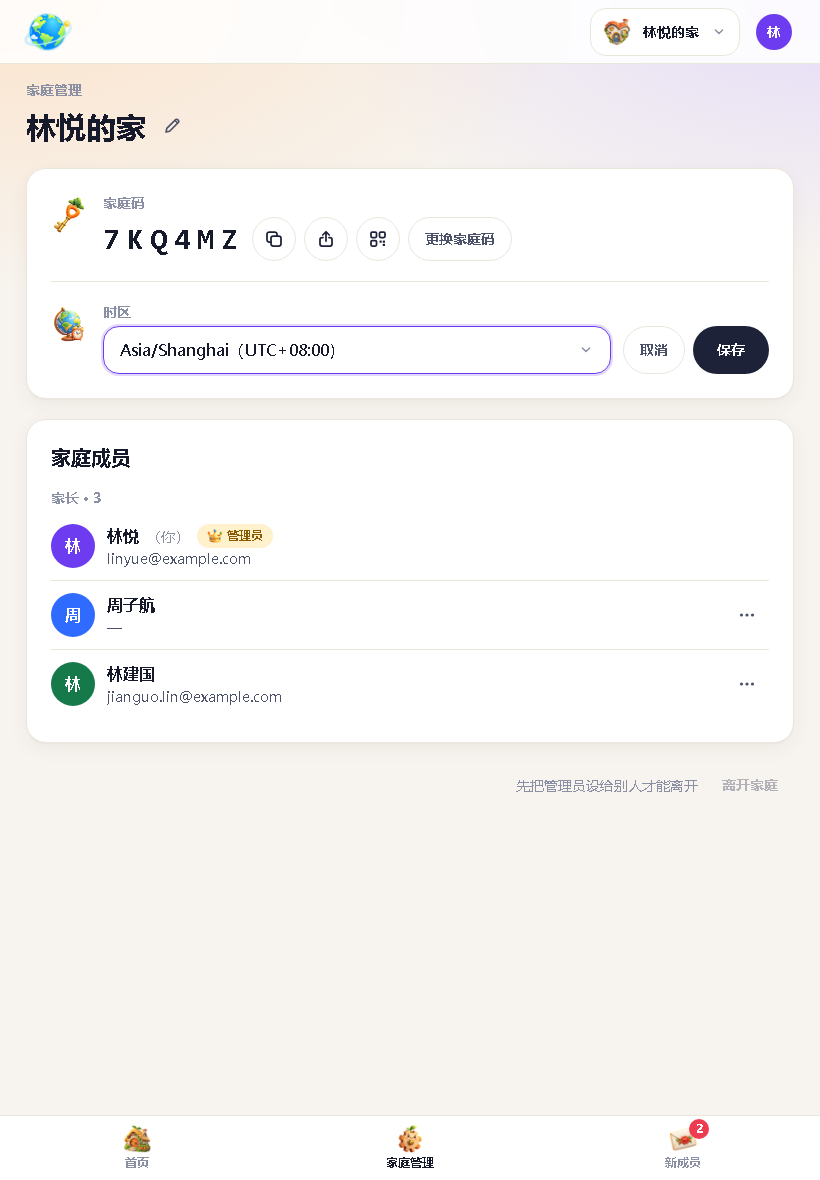 林悦的家
林
家庭管理
林悦的家
家庭码
7KQ4MZ
更换家庭码
时区
Asia/Shanghai（UTC+08:00）
取消
保存
家庭成员
家长 • 3
林
林悦 （你） 管理员
linyue@example.com
周
周子航
—
林
林建国
jianguo.lin@example.com
先把管理员设给别人才能离开 离开家庭
首页
家庭管理
2
新成员